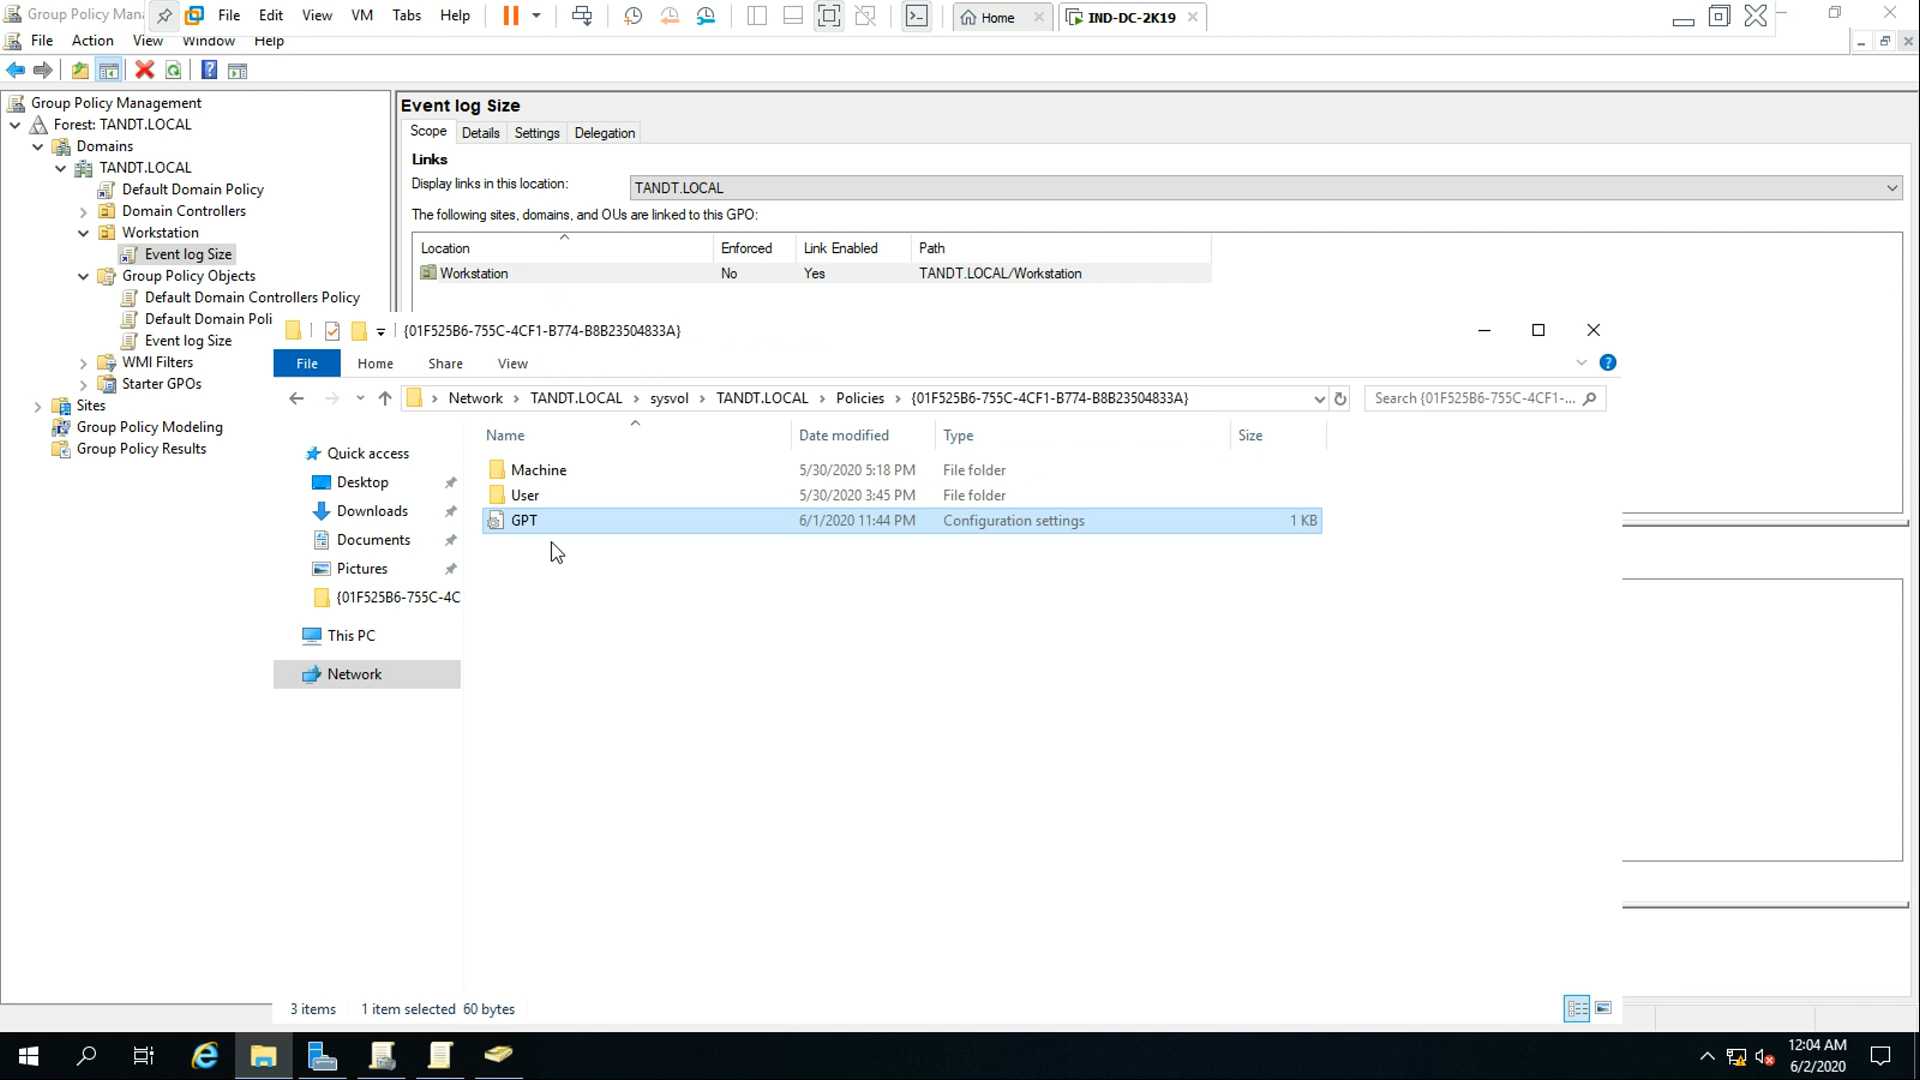 Group Policy Mana
File Edit View VM Tabs Help
Home
IND-DC-2K19
File Action View Window Help
Group Policy Management
Forest: TANDT.LOCAL
Domains
TANDT.LOCAL
Default Domain Policy
Domain Controllers
Workstation
Event log Size
Group Policy Objects
Default Domain Controllers Policy
Default Domain Poli
Event log Size
WMI Filters
Starter GPOs
Sites
Group Policy Modeling
Group Policy Results
Event log Size
Scope Details Settings Delegation
Links
Display links in this location:
TANDT.LOCAL
The following sites, domains, and OUs are linked to this GPO:
Location Enforced Link Enabled Path
Workstation No Yes TANDT.LOCAL/Workstation
{01F525B6-755C-4CF1-B774-B8B23504833A}
File Home Share View
Network TANDT.LOCAL sysvol TANDT.LOCAL Policies {01F525B6-755C-4CF1-B774-B8B23504833A}
Search {01F525B6-755C-4CF1-...
Quick access
Desktop
Downloads
Documents
Pictures
{01F525B6-755C-4C
This PC
Network
Name Date modified Type Size
Machine 5/30/2020 5:18 PM File folder
User 5/30/2020 3:45 PM File folder
GPT 6/1/2020 11:44 PM Configuration settings 1 KB
3 items 1 item selected 60 bytes
12:04 AM
6/2/2020